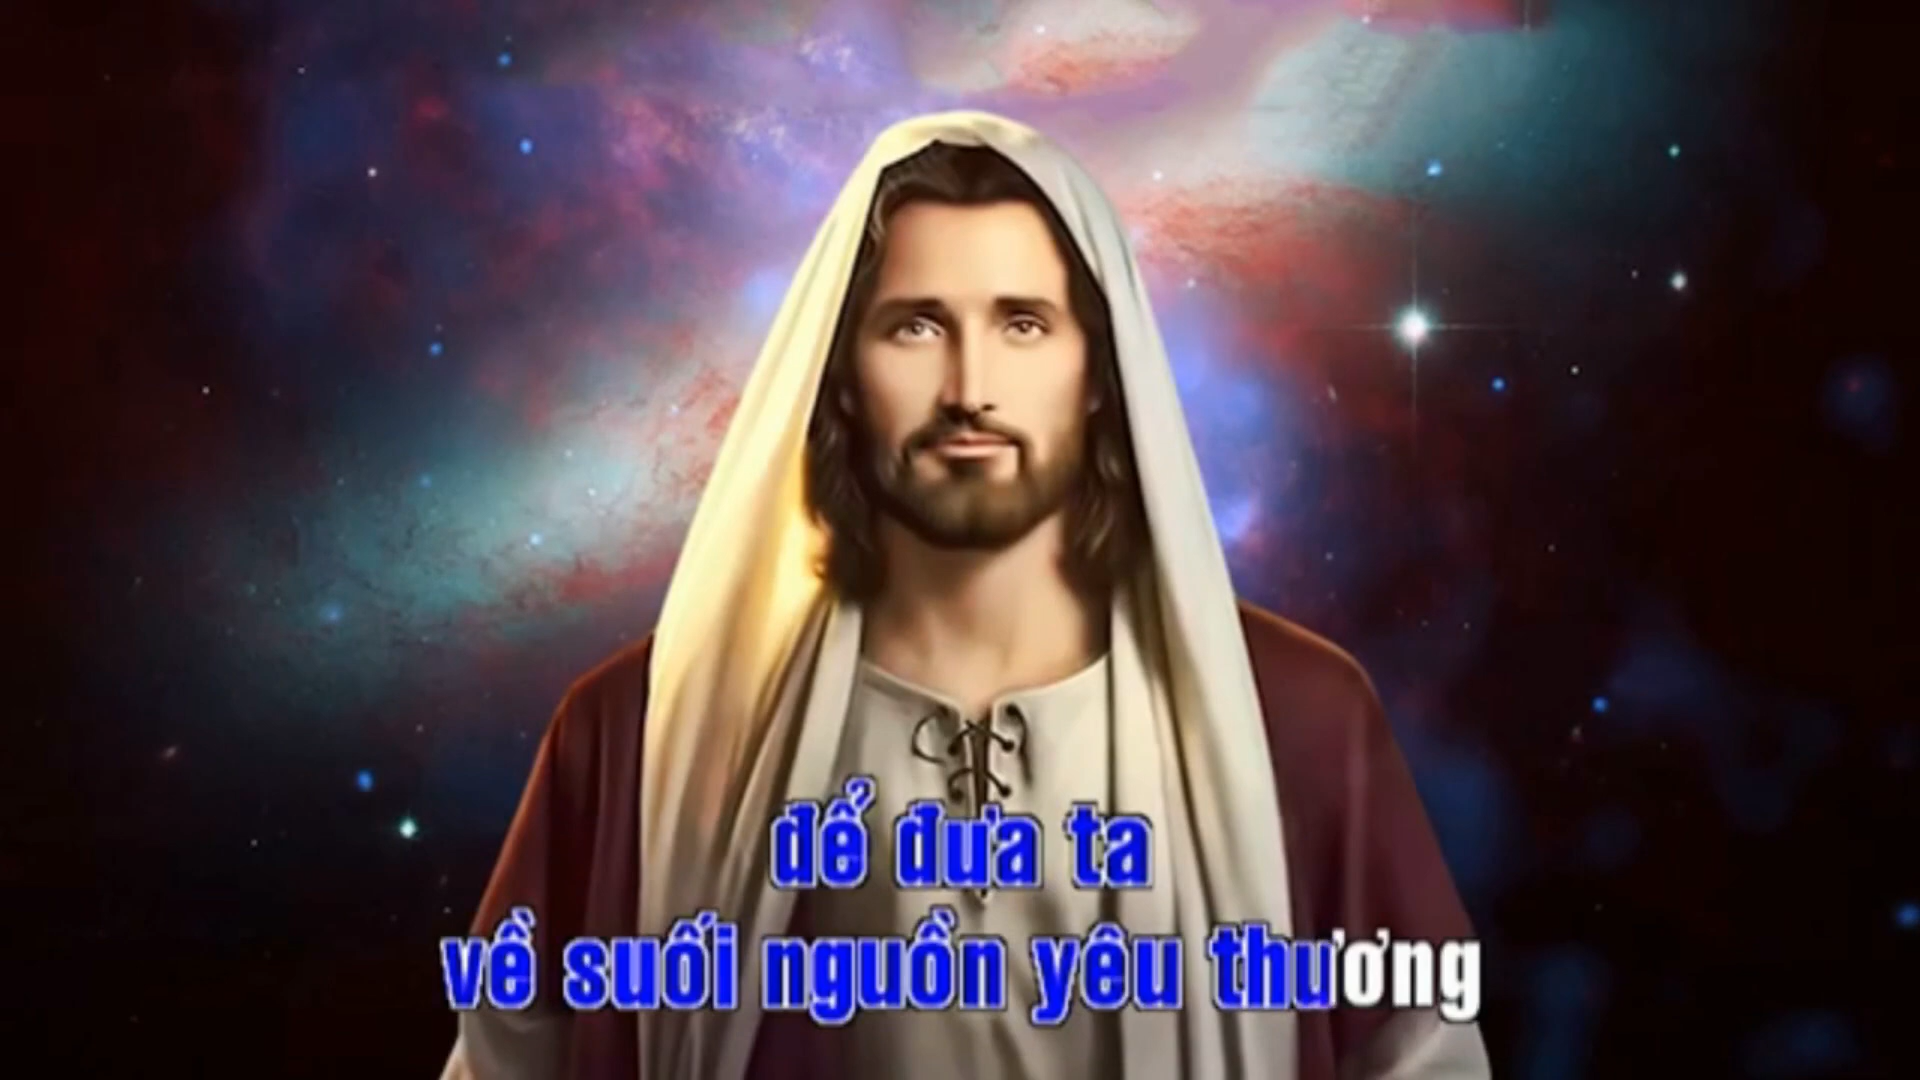 để đưa ta
về suối nguồn yêu thương